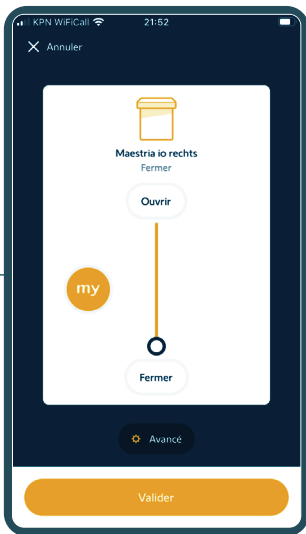 KPN WiFiCall 21:52
Annuler
Maestria io rechts
Fermer
Ouvrir
my
Fermer
Avancé
Valider